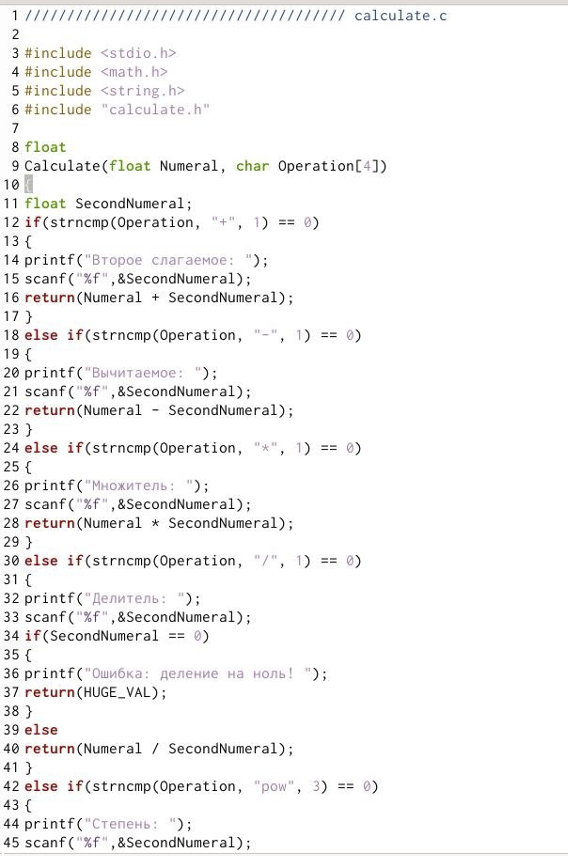 1 ////////////////////////////////////// calculate.c
2
3 #include <stdio.h>
4 #include <math.h>
5 #include <string.h>
6 #include "calculate.h"
7
8 float
9 Calculate(float Numeral, char Operation[4])
10 {
11 float SecondNumeral;
12 if(strncmp(Operation, "+", 1) == 0)
13 {
14 printf("Второе слагаемое: ");
15 scanf("%f",&SecondNumeral);
16 return(Numeral + SecondNumeral);
17 }
18 else if(strncmp(Operation, "-", 1) == 0)
19 {
20 printf("Вычитаемое: ");
21 scanf("%f",&SecondNumeral);
22 return(Numeral - SecondNumeral);
23 }
24 else if(strncmp(Operation, "*", 1) == 0)
25 {
26 printf("Множитель: ");
27 scanf("%f",&SecondNumeral);
28 return(Numeral * SecondNumeral);
29 }
30 else if(strncmp(Operation, "/", 1) == 0)
31 {
32 printf("Делитель: ");
33 scanf("%f",&SecondNumeral);
34 if(SecondNumeral == 0)
35 {
36 printf("Ошибка: деление на ноль! ");
37 return(HUGE_VAL);
38 }
39 else
40 return(Numeral / SecondNumeral);
41 }
42 else if(strncmp(Operation, "pow", 3) == 0)
43 {
44 printf("Степень: ");
45 scanf("%f",&SecondNumeral);